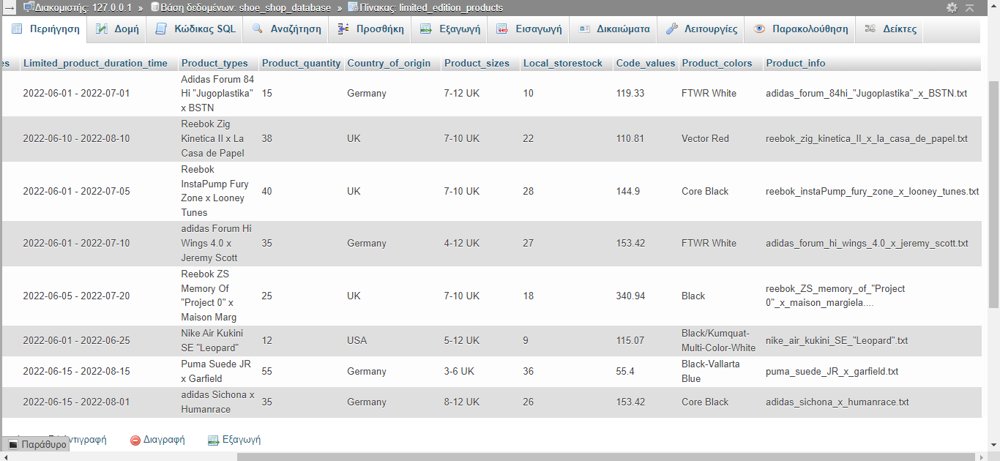 Διακομιστής: 127.0.0.1 » Βάση δεδομένων: shoe_shop_database » Πίνακας: limited_edition_products
Περιήγηση Δομή Κώδικας SQL Αναζήτηση Προσθήκη Εξαγωγή Εισαγωγή Δικαιώματα Λειτουργίες Παρακολούθηση Δείκτες
es Limited_product_duration_time Product_types Product_quantity Country_of_origin Product_sizes Local_storestock Code_values Product_colors Product_info
Adidas Forum 84
2022-06-01 - 2022-07-01 Hi "Jugoplastika" 15 Germany 7-12 UK 10 119.33 FTWR White adidas_forum_84hi_"Jugoplastika"_x_BSTN.txt
x BSTN
Reebok Zig
2022-06-10 - 2022-08-10 Kinetica II x La 38 UK 7-10 UK 22 110.81 Vector Red reebok_zig_kinetica_II_x_la_casa_de_papel.txt
Casa de Papel
Reebok
InstaPump Fury
2022-06-01 - 2022-07-05 40 UK 7-10 UK 28 144.9 Core Black reebok_instaPump_fury_zone_x_looney_tunes.txt
Zone x Looney
Tunes
adidas Forum Hi
2022-06-01 - 2022-07-10 Wings 4.0 x 35 Germany 4-12 UK 27 153.42 FTWR White adidas_forum_hi_wings_4.0_x_jeremy_scott.txt
Jeremy Scott
Reebok ZS
Memory Of reebok_ZS_memory_of_"Project
2022-06-05 - 2022-07-20 25 UK 7-10 UK 18 340.94 Black
"Project 0" x 0"_x_maison_margiela....
Maison Marg
Nike Air Kukini Black/Kumquat-
2022-06-01 - 2022-06-25 12 USA 5-12 UK 9 115.07 nike_air_kukini_SE_"Leopard".txt
SE "Leopard" Multi-Color-White
Puma Suede JR Black-Vallarta
2022-06-15 - 2022-08-15 55 Germany 3-6 UK 36 55.4 puma_suede_JR_x_garfield.txt
x Garfield Blue
adidas Sichona x
2022-06-15 - 2022-08-01 35 Germany 8-12 UK 26 153.42 Core Black adidas_sichona_x_humanrace.txt
Humanrace
ντιγραφή Διαγραφή Εξαγωγή
Παράθυρο